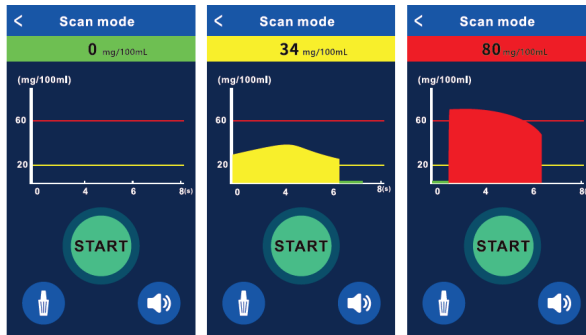 < Scan mode
0 mg/100mL
(mg/100ml)
60
20
0 4 6 8(s)
START
< Scan mode
34 mg/100mL
(mg/100ml)
60
20
0 4 6 8(s)
START
< Scan mode
80 mg/100mL
(mg/100ml)
60
20
0 4 6 8(s)
START